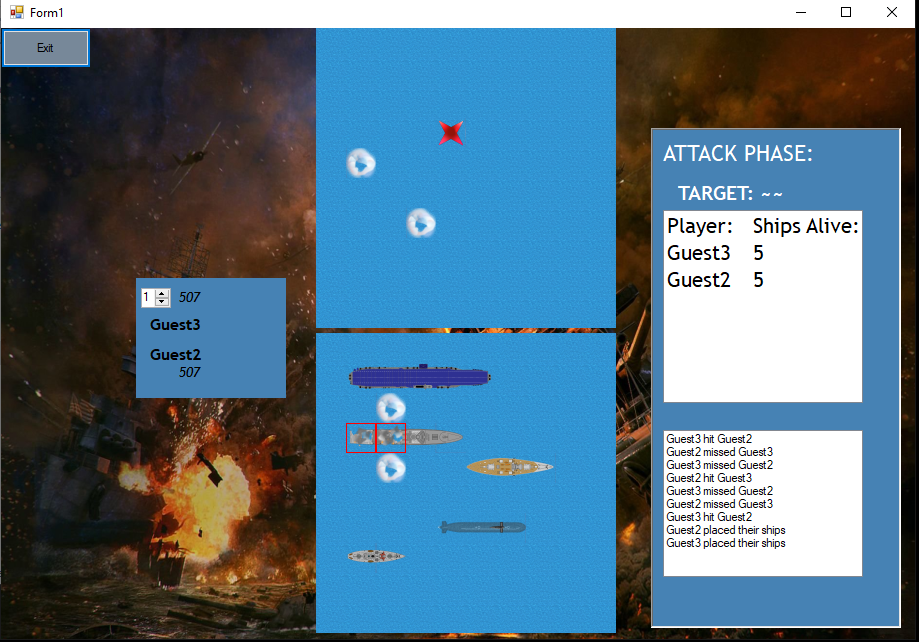 Form1
Exit
1 507
Guest3
Guest2
507
ATTACK PHASE:
TARGET: ~~
Player: Ships Alive:
Guest3 5
Guest2 5
Guest3 hit Guest2
Guest2 missed Guest3
Guest3 missed Guest2
Guest2 hit Guest3
Guest3 missed Guest2
Guest2 missed Guest3
Guest3 hit Guest2
Guest2 placed their ships
Guest3 placed their ships